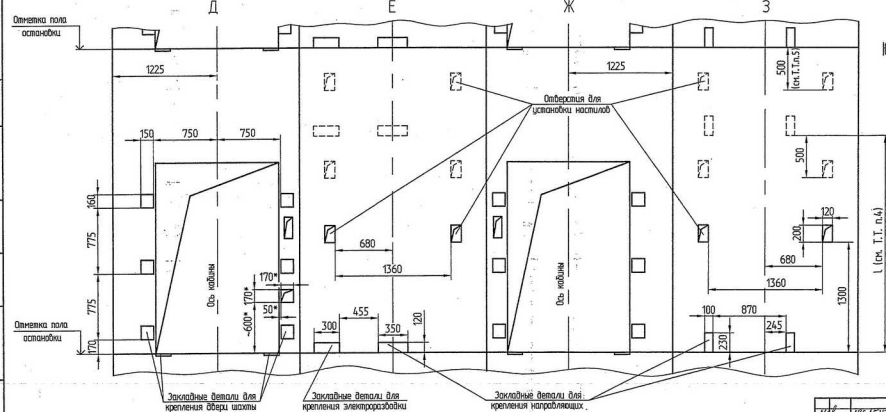 Д
Е
Ж
З
Отметка пола
остановки
1225
1225
500
(см.Т.Т.п.5)
Отверстия для
установки настилов
150
750
750
500
160
775
775
170
120
200
680
1360
680
1360
1300
l (см. Т.Т. п.4)
Ось кабины
Ось кабины
170*
170*
50*
~600*
300
455
350
120
100
870
245
230
Отметка пола
остановки
Закладные детали для
крепления двери шахты
Закладные детали для
крепления электроразводки
Закладные детали для
крепления направляющих